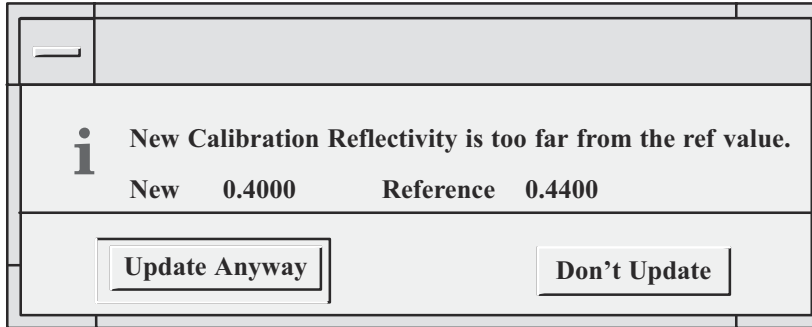 i
New Calibration Reflectivity is too far from the ref value.
New 0.4000 Reference 0.4400
Update Anyway Don’t Update